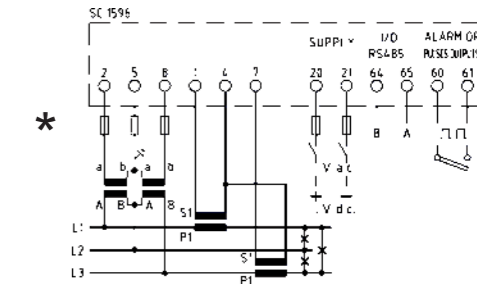 SC 1596
SUPPLY I/O ALARM OR
RS485 PULSES OUTPUTS
2 5 8 1 4 7 20 21 64 65 60 61
*
B A
a b a b
V a.c.
A B A B
+ -
V d.c.
S1
L1
P1
L2
S1
L3
P1